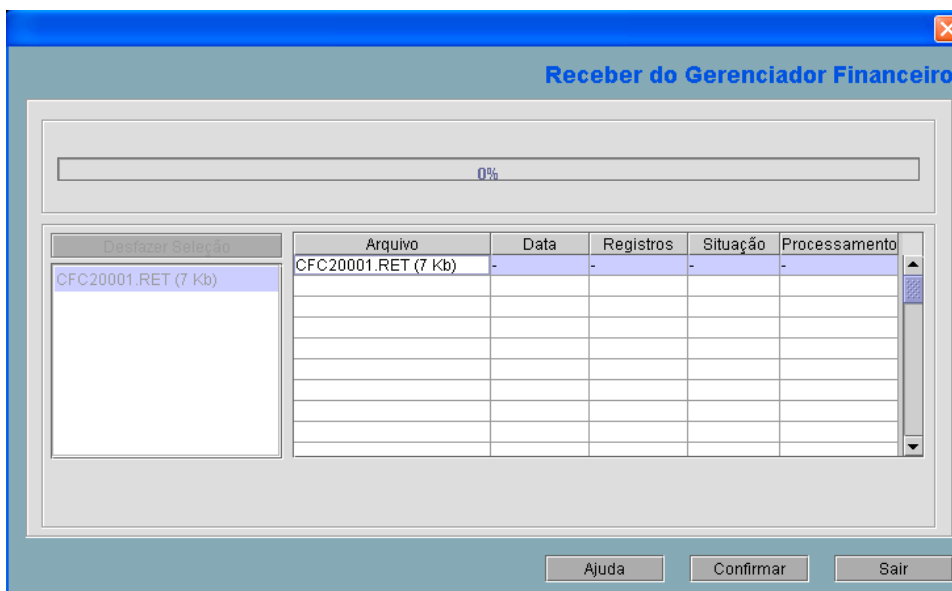 Receber do Gerenciador Financeiro
0%
Desfazer Seleção
CFC20001.RET (7 Kb)
Arquivo Data Registros Situação Processamento
CFC20001.RET (7 Kb) - - - -
Ajuda Confirmar Sair